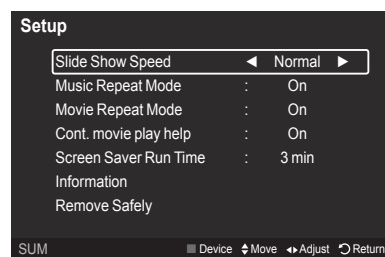 Setup
Slide Show Speed ◀ Normal ▶
Music Repeat Mode : On
Movie Repeat Mode : On
Cont. movie play help : On
Screen Saver Run Time : 3 min
Information
Remove Safely
SUM Device Move Adjust Return